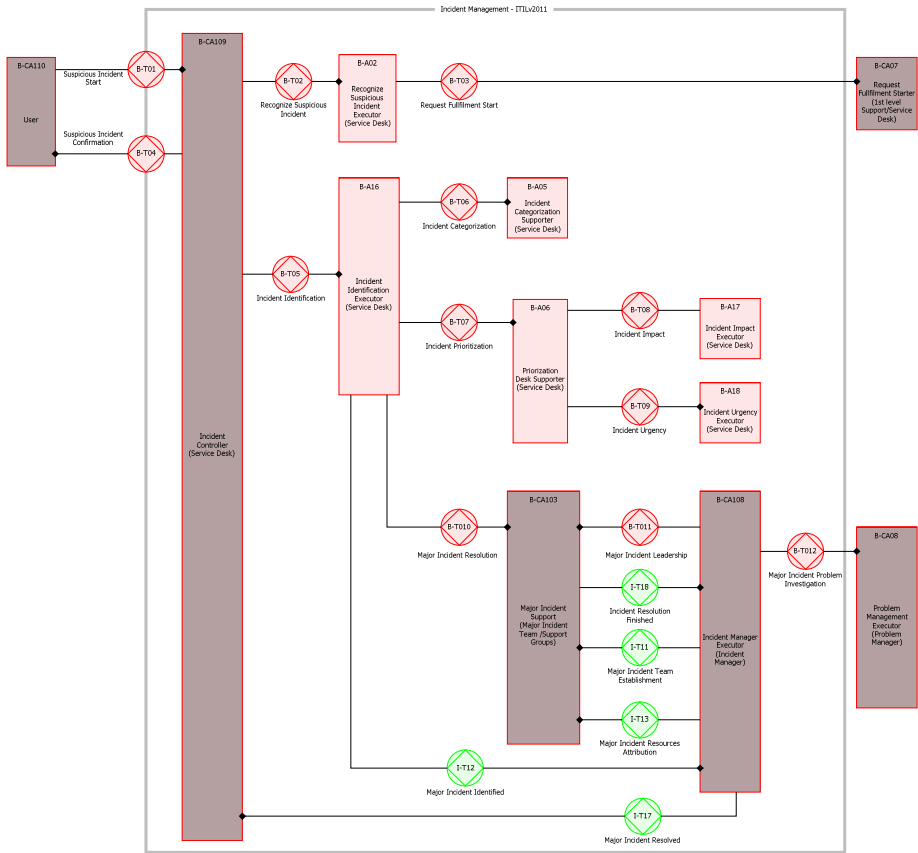 Incident Management - ITILv2011
B-CA110
User
B-T01
Suspicious Incident
Start
Suspicious Incident
Confirmation
B-T04
B-CA109
Incident
Controller
(Service Desk)
B-T02
Recognize Suspicious
Incident
B-A02
Recognize
Suspicious
Incident
Executor
(Service Desk)
B-T03
Request Fullfilment Start
B-CA07
Request
Fullfilment Starter
(1st level
Support/Service
Desk)
B-T05
Incident Identification
B-A16
Incident
Identification
Executor
(Service Desk)
B-T06
Incident Categorization
B-A05
Incident
Categorization
Supporter
(Service Desk)
B-T07
Incident Prioritization
B-A06
Priorization
Desk Supporter
(Service Desk)
B-T08
Incident Impact
B-A17
Incident Impact
Executor
(Service Desk)
B-T09
Incident Urgency
B-A18
Incident Urgency
Executor
(Service Desk)
B-T010
Major Incident Resolution
B-CA103
Major Incident
Support
(Major Incident
Team /Support
Groups)
B-T011
Major Incident Leadership
I-T18
Incident Resolution
Finished
I-T11
Major Incident Team
Establishment
I-T13
Major Incident Resources
Attribution
B-CA108
Incident Manager
Executor
(Incident
Manager)
B-T012
Major Incident Problem
Investigation
B-CA08
Problem
Management
Executor
(Problem
Manager)
I-T12
Major Incident Identified
I-T17
Major Incident Resolved